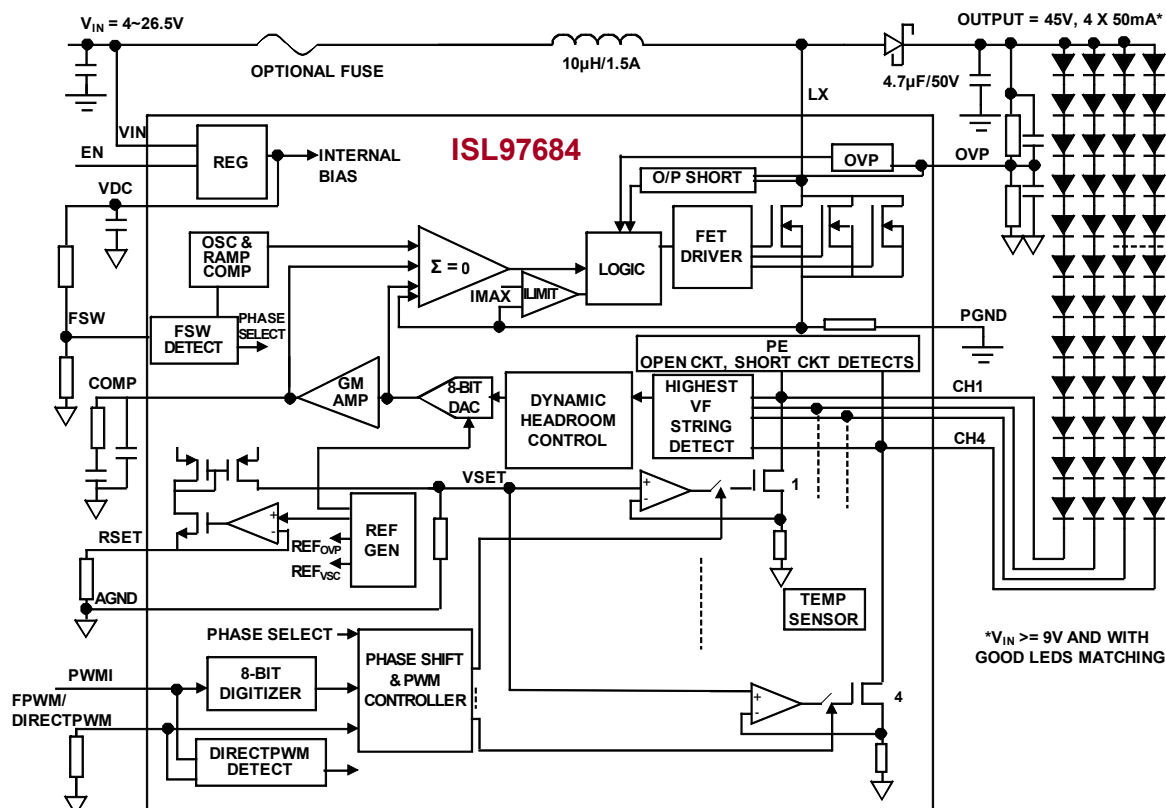 V_IN = 4~26.5V
OUTPUT = 45V, 4 X 50mA*
OPTIONAL FUSE
10µH/1.5A
4.7µF/50V
LX
VIN
REG
ISL97684
EN
INTERNAL
BIAS
OVP
OVP
O/P SHORT
VDC
OSC &
RAMP
COMP
Σ = 0
LOGIC
FET
DRIVER
IMAX
ILIMIT
FSW
FSW
DETECT
PHASE
SELECT
PGND
PE
OPEN CKT, SHORT CKT DETECTS
COMP
GM
AMP
8-BIT
DAC
DYNAMIC
HEADROOM
CONTROL
HIGHEST
VF
STRING
DETECT
CH1
CH4
VSET
+
-
1
+
-
RSET
REF_OVP
REF_VSC
REF
GEN
AGND
TEMP
SENSOR
PHASE SELECT
PHASE SHIFT
& PWM
CONTROLLER
*V_IN >= 9V AND WITH
GOOD LEDS MATCHING
PWMI
8-BIT
DIGITIZER
FPWM/
DIRECTPWM
+
-
4
DIRECTPWM
DETECT